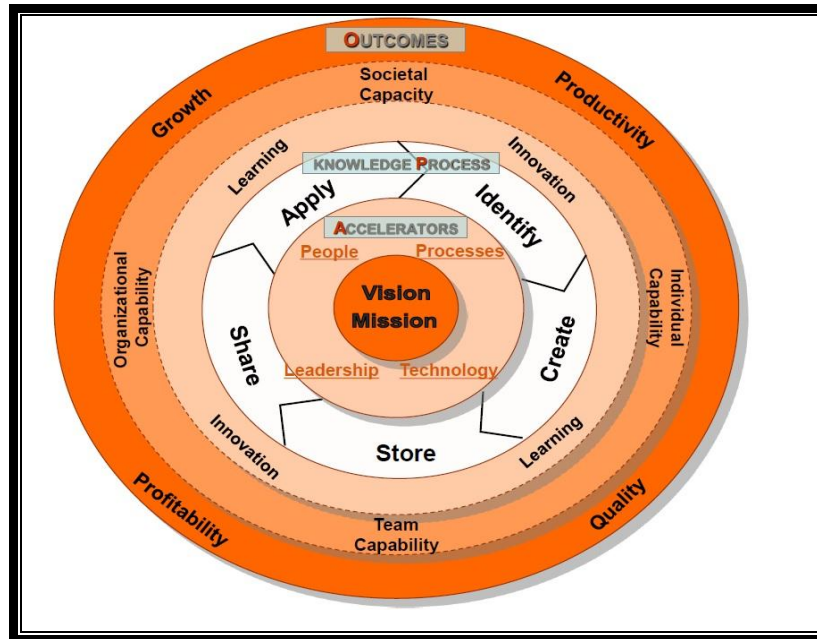 OUTCOMES
Growth
Societal
Capacity
Productivity
Learning
KNOWLEDGE PROCESS
Innovation
Apply
Identify
ACCELERATORS
People
Processes
Organizational
Capability
Vision
Mission
Individual
Capability
Share
Create
Leadership
Technology
Innovation
Store
Learning
Profitability
Team
Capability
Quality